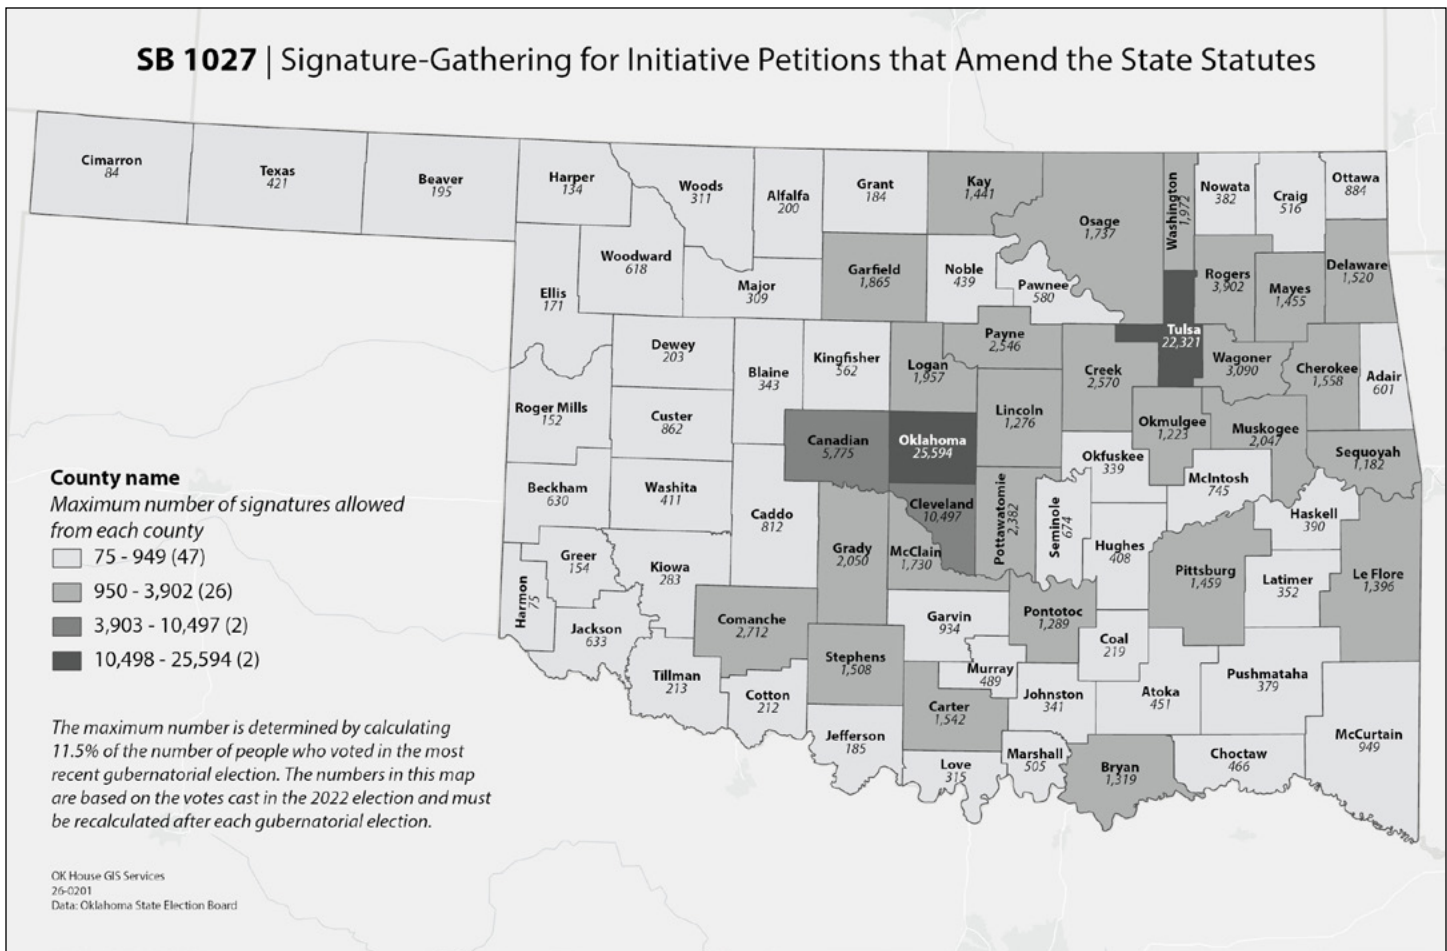 SB 1027 | Signature-Gathering for Initiative Petitions that Amend the State Statutes
Cimarron
84
Texas
421
Beaver
195
Harper
134
Woods
311
Alfalfa
200
Grant
184
Kay
1,441
Osage
1,737
Washington
1,972
Nowata
382
Craig
516
Ottawa
884
Woodward
618
Ellis
171
Major
309
Garfield
1,865
Noble
439
Pawnee
580
Rogers
3,902
Mayes
1,455
Delaware
1,520
Dewey
203
Blaine
343
Kingfisher
562
Logan
1,957
Payne
2,546
Creek
2,570
Tulsa
22,321
Wagoner
3,090
Cherokee
1,558
Adair
601
Roger Mills
152
Custer
862
Canadian
5,775
Oklahoma
25,594
Lincoln
1,276
Okmulgee
1,223
Muskogee
2,047
Sequoyah
1,182
Okfuskee
339
McIntosh
745
Beckham
630
Washita
411
Caddo
812
Cleveland
10,497
Pottawatomie
2,382
Seminole
674
Haskell
390
Greer
154
Kiowa
283
Grady
2,050
McClain
1,730
Hughes
408
Pittsburg
1,459
Latimer
352
Le Flore
1,396
Harmon
75
Jackson
633
Comanche
2,712
Garvin
934
Pontotoc
1,289
Coal
219
Stephens
1,508
Murray
489
Tillman
213
Cotton
212
Johnston
341
Atoka
451
Pushmataha
379
Carter
1,542
Jefferson
185
Love
315
Marshall
505
Bryan
1,319
Choctaw
466
McCurtain
949
County name
Maximum number of signatures allowed
from each county
75 - 949 (47)
950 - 3,902 (26)
3,903 - 10,497 (2)
10,498 - 25,594 (2)
The maximum number is determined by calculating
11.5% of the number of people who voted in the most
recent gubernatorial election. The numbers in this map
are based on the votes cast in the 2022 election and must
be recalculated after each gubernatorial election.
OK House GIS Services
26-0201
Data: Oklahoma State Election Board